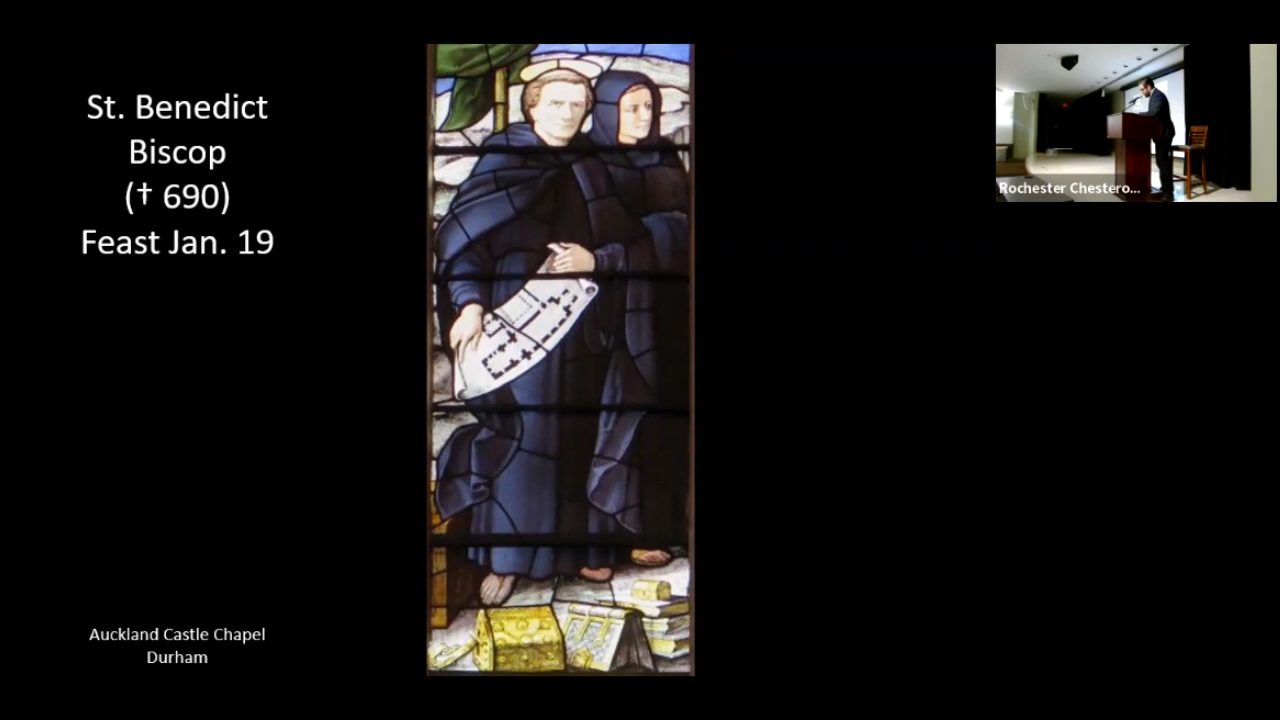 St. Benedict
Biscop
(† 690)
Feast Jan. 19
Rochester Chestero...
Auckland Castle Chapel
Durham